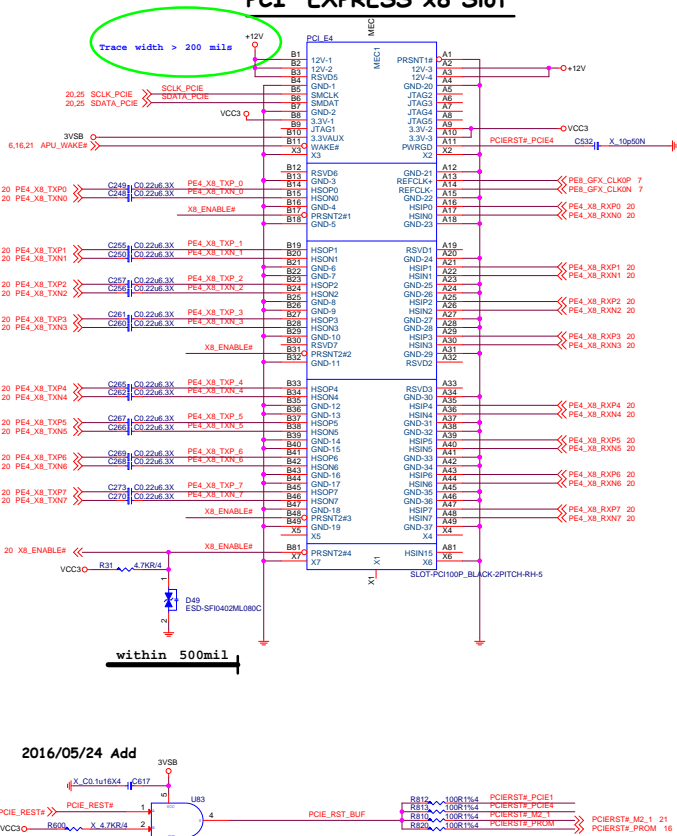 PCI EXPRESS x8 Slot
Trace width > 200 mils
+12V
PCI_E4
MEC
MEC1
B1 12V-1 PRSNT1# A1
B2 12V-2 12V-3 A2
B3 RSVD5 12V-4 A3 +12V
B4 GND-1 GND-20 A4
20,25 SCLK_PCIE SCLK_PCIE B5 SMCLK JTAG2 A5
20,25 SDATA_PCIE SDATA_PCIE B6 SMDAT JTAG3 A6
B7 GND-2 JTAG4 A7
VCC3 B8 3.3V-1 JTAG5 A8
B9 JTAG1 3.3V-2 A9 VCC3
3VSB B10 3.3VAUX 3.3V-3 A10
6,16,21 APU_WAKE# B11 WAKE# PWRGD A11 PCIERST#_PCIE4 C532 X_10p50N
X3 X3 X2 X2
B12 RSVD6 GND-21 A12
B13 GND-3 REFCLK+ A13 PE8_GFX_CLK0P 7
20 PE4_X8_TXP0 C249 C0.22u6.3X PE4_X8_TXP_0 B14 HSOP0 REFCLK- A14 PE8_GFX_CLK0N 7
20 PE4_X8_TXN0 C248 C0.22u6.3X PE4_X8_TXN_0 B15 HSON0 GND-22 A15
B16 GND-4 HSIP0 A16 PE4_X8_RXP0 20
X8_ENABLE# B17 PRSNT2#1 HSIN0 A17 PE4_X8_RXN0 20
B18 GND-5 GND-23 A18
20 PE4_X8_TXP1 C255 C0.22u6.3X PE4_X8_TXP_1 B19 HSOP1 RSVD1 A19
20 PE4_X8_TXN1 C250 C0.22u6.3X PE4_X8_TXN_1 B20 HSON1 GND-24 A20
B21 GND-6 HSIP1 A21 PE4_X8_RXP1 20
B22 GND-7 HSIN1 A22 PE4_X8_RXN1 20
20 PE4_X8_TXP2 C257 C0.22u6.3X PE4_X8_TXP_2 B23 HSOP2 GND-25 A23
20 PE4_X8_TXN2 C256 C0.22u6.3X PE4_X8_TXN_2 B24 HSON2 GND-26 A24
B25 GND-8 HSIP2 A25 PE4_X8_RXP2 20
B26 GND-9 HSIN2 A26 PE4_X8_RXN2 20
20 PE4_X8_TXP3 C261 C0.22u6.3X PE4_X8_TXP_3 B27 HSOP3 GND-27 A27
20 PE4_X8_TXN3 C260 C0.22u6.3X PE4_X8_TXN_3 B28 HSON3 GND-28 A28
B29 GND-10 HSIP3 A29 PE4_X8_RXP3 20
B30 RSVD7 HSIN3 A30 PE4_X8_RXN3 20
X8_ENABLE# B31 PRSNT2#2 GND-29 A31
B32 GND-11 RSVD2 A32
20 PE4_X8_TXP4 C265 C0.22u6.3X PE4_X8_TXP_4 B33 HSOP4 RSVD3 A33
20 PE4_X8_TXN4 C262 C0.22u6.3X PE4_X8_TXN_4 B34 HSON4 GND-30 A34
B35 GND-12 HSIP4 A35 PE4_X8_RXP4 20
B36 GND-13 HSIN4 A36 PE4_X8_RXN4 20
20 PE4_X8_TXP5 C267 C0.22u6.3X PE4_X8_TXP_5 B37 HSOP5 GND-31 A37
20 PE4_X8_TXN5 C266 C0.22u6.3X PE4_X8_TXN_5 B38 HSON5 GND-32 A38
B39 GND-14 HSIP5 A39 PE4_X8_RXP5 20
B40 GND-15 HSIN5 A40 PE4_X8_RXN5 20
20 PE4_X8_TXP6 C269 C0.22u6.3X PE4_X8_TXP_6 B41 HSOP6 GND-33 A41
20 PE4_X8_TXN6 C268 C0.22u6.3X PE4_X8_TXN_6 B42 HSON6 GND-34 A42
B43 GND-16 HSIP6 A43 PE4_X8_RXP6 20
B44 GND-17 HSIN6 A44 PE4_X8_RXN6 20
20 PE4_X8_TXP7 C273 C0.22u6.3X PE4_X8_TXP_7 B45 HSOP7 GND-35 A45
20 PE4_X8_TXN7 C270 C0.22u6.3X PE4_X8_TXN_7 B46 HSON7 GND-36 A46
B47 GND-18 HSIP7 A47 PE4_X8_RXP7 20
X8_ENABLE# B48 PRSNT2#3 HSIN7 A48 PE4_X8_RXN7 20
B49 GND-19 GND-37 A49
X5 X5 X4 X4
20 X8_ENABLE# X8_ENABLE# B81 PRSNT2#4 HSIN15 A81
X7 X7 X1 X6 X6
VCC3 R31 4.7KR/4
X1
SLOT-PCI100P_BLACK-2PITCH-RH-5
1
D49
ESD-SFI0402ML080C
2
within 500mil
2016/05/24 Add
3VSB
X_C0.1u16X4 C617
5
U83
PCIE_REST# PCIE_REST# 1
VCC3 R600 X_4.7KR/4 2
4 PCIE_RST_BUF
R812 100R1%4 PCIERST#_PCIE1
R813 100R1%4 PCIERST#_PCIE4
R810 100R1%4 PCIERST#_M2_1 PCIERST#_M2_1 21
R820 100R1%4 PCIERST#_PROM PCIERST#_PROM 16